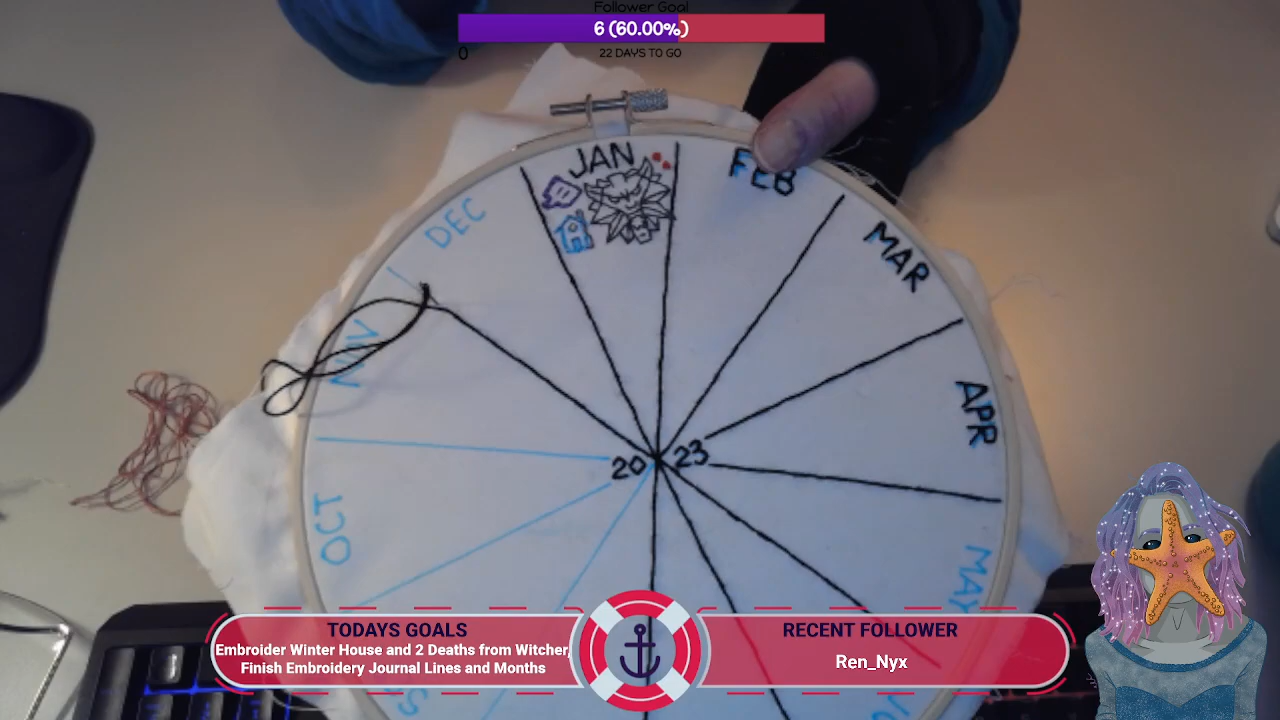 Follower Goal
6 (60.00%)
0
22 DAYS TO GO
JAN
FEB
MAR
APR
MAY
OCT
NOV
DEC
20 23
TODAYS GOALS
Embroider Winter House and 2 Deaths from Witcher,
Finish Embroidery Journal Lines and Months
RECENT FOLLOWER
Ren_Nyx